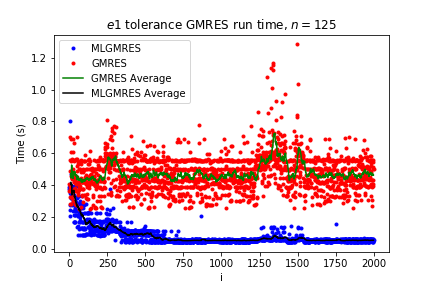 e1 tolerance GMRES run time, n = 125
MLGMRES
GMRES
GMRES Average
MLGMRES Average
Time (s)
1.2
1.0
0.8
0.6
0.4
0.2
0.0
0 250 500 750 1000 1250 1500 1750 2000
i